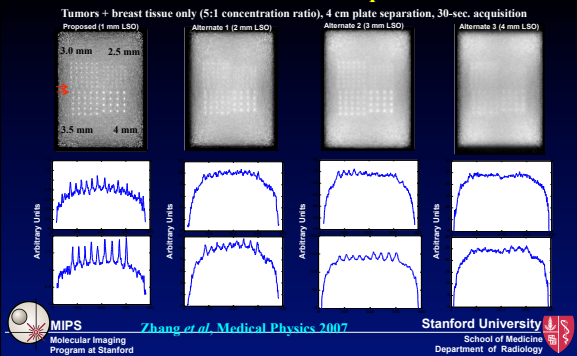 Tumors + breast tissue only (5:1 concentration ratio), 4 cm plate separation, 30-sec. acquisition
Proposed (1 mm LSO)
Alternate 1 (2 mm LSO)
Alternate 2 (3 mm LSO)
Alternate 3 (4 mm LSO)
3.0 mm
2.5 mm
3.5 mm
4 mm
Arbitrary Units
Arbitrary Units
Arbitrary Units
Arbitrary Units
Arbitrary Units
Arbitrary Units
Arbitrary Units
Arbitrary Units
MIPS
Molecular Imaging
Program at Stanford
Zhang et al, Medical Physics 2007
Stanford University
School of Medicine
Department of Radiology